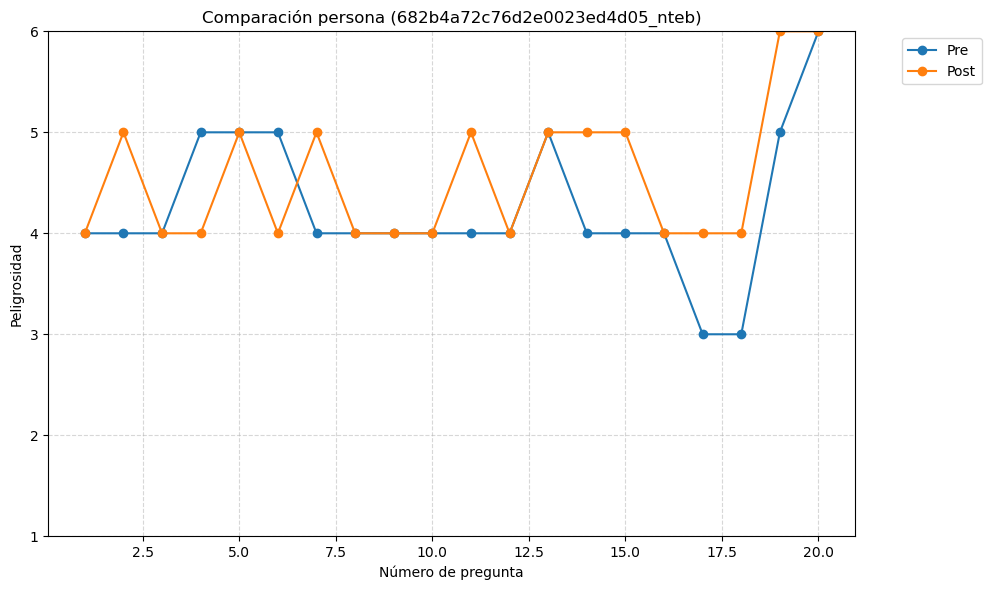 Comparación persona (682b4a72c76d2e0023ed4d05_nteb)
Pre
Post
6
5
4
3
2
1
Peligrosidad
2.5 5.0 7.5 10.0 12.5 15.0 17.5 20.0
Número de pregunta